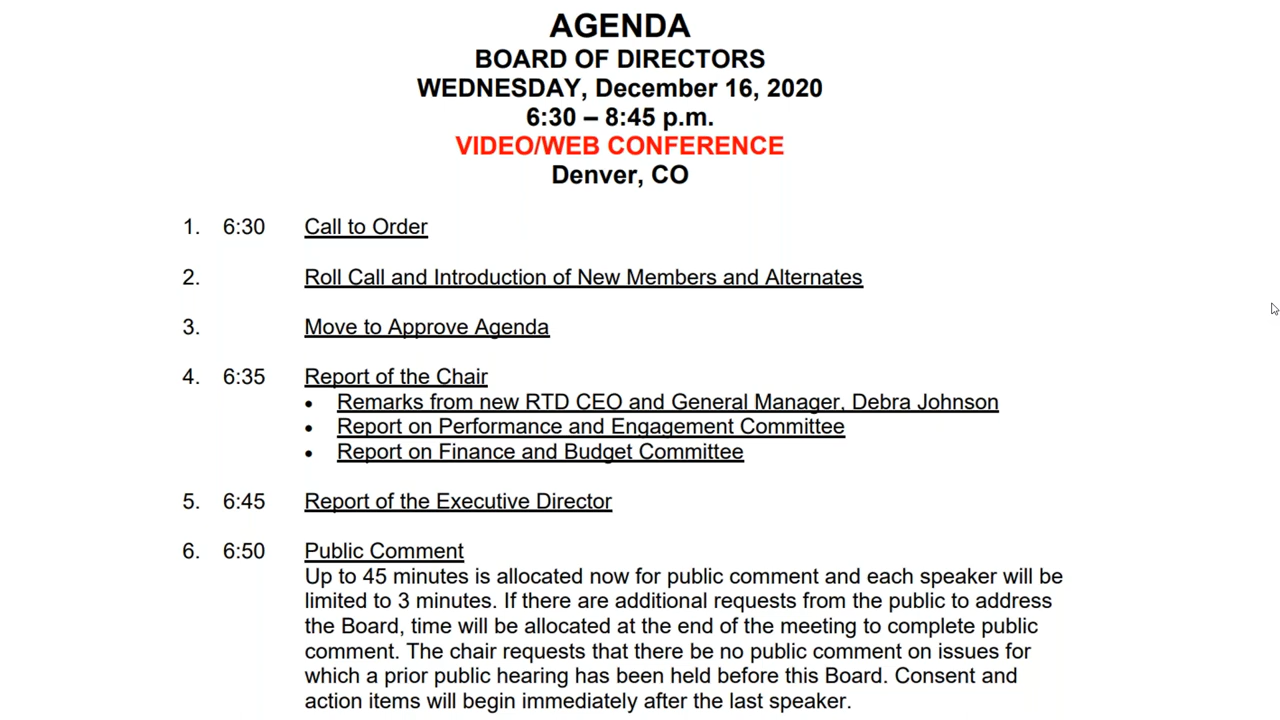 AGENDA
BOARD OF DIRECTORS
WEDNESDAY, December 16, 2020
6:30 – 8:45 p.m.
VIDEO/WEB CONFERENCE
Denver, CO
1. 6:30 Call to Order
2. Roll Call and Introduction of New Members and Alternates
3. Move to Approve Agenda
4. 6:35 Report of the Chair
• Remarks from new RTD CEO and General Manager, Debra Johnson
• Report on Performance and Engagement Committee
• Report on Finance and Budget Committee
5. 6:45 Report of the Executive Director
6. 6:50 Public Comment
Up to 45 minutes is allocated now for public comment and each speaker will be
limited to 3 minutes. If there are additional requests from the public to address
the Board, time will be allocated at the end of the meeting to complete public
comment. The chair requests that there be no public comment on issues for
which a prior public hearing has been held before this Board. Consent and
action items will begin immediately after the last speaker.